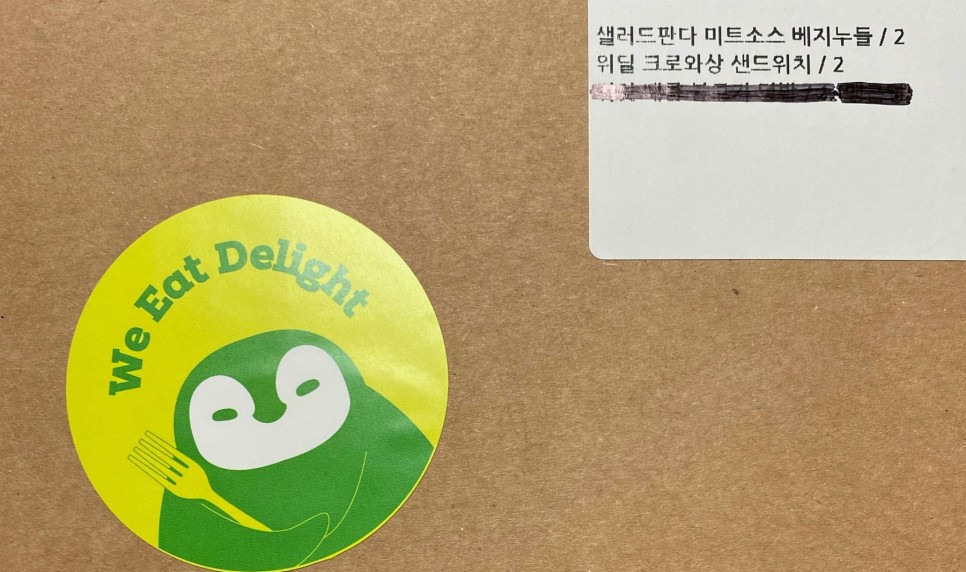 샐러드판다 미트소스 베지누들 / 2
위딜 크로와상 샌드위치 / 2
We Eat Delight